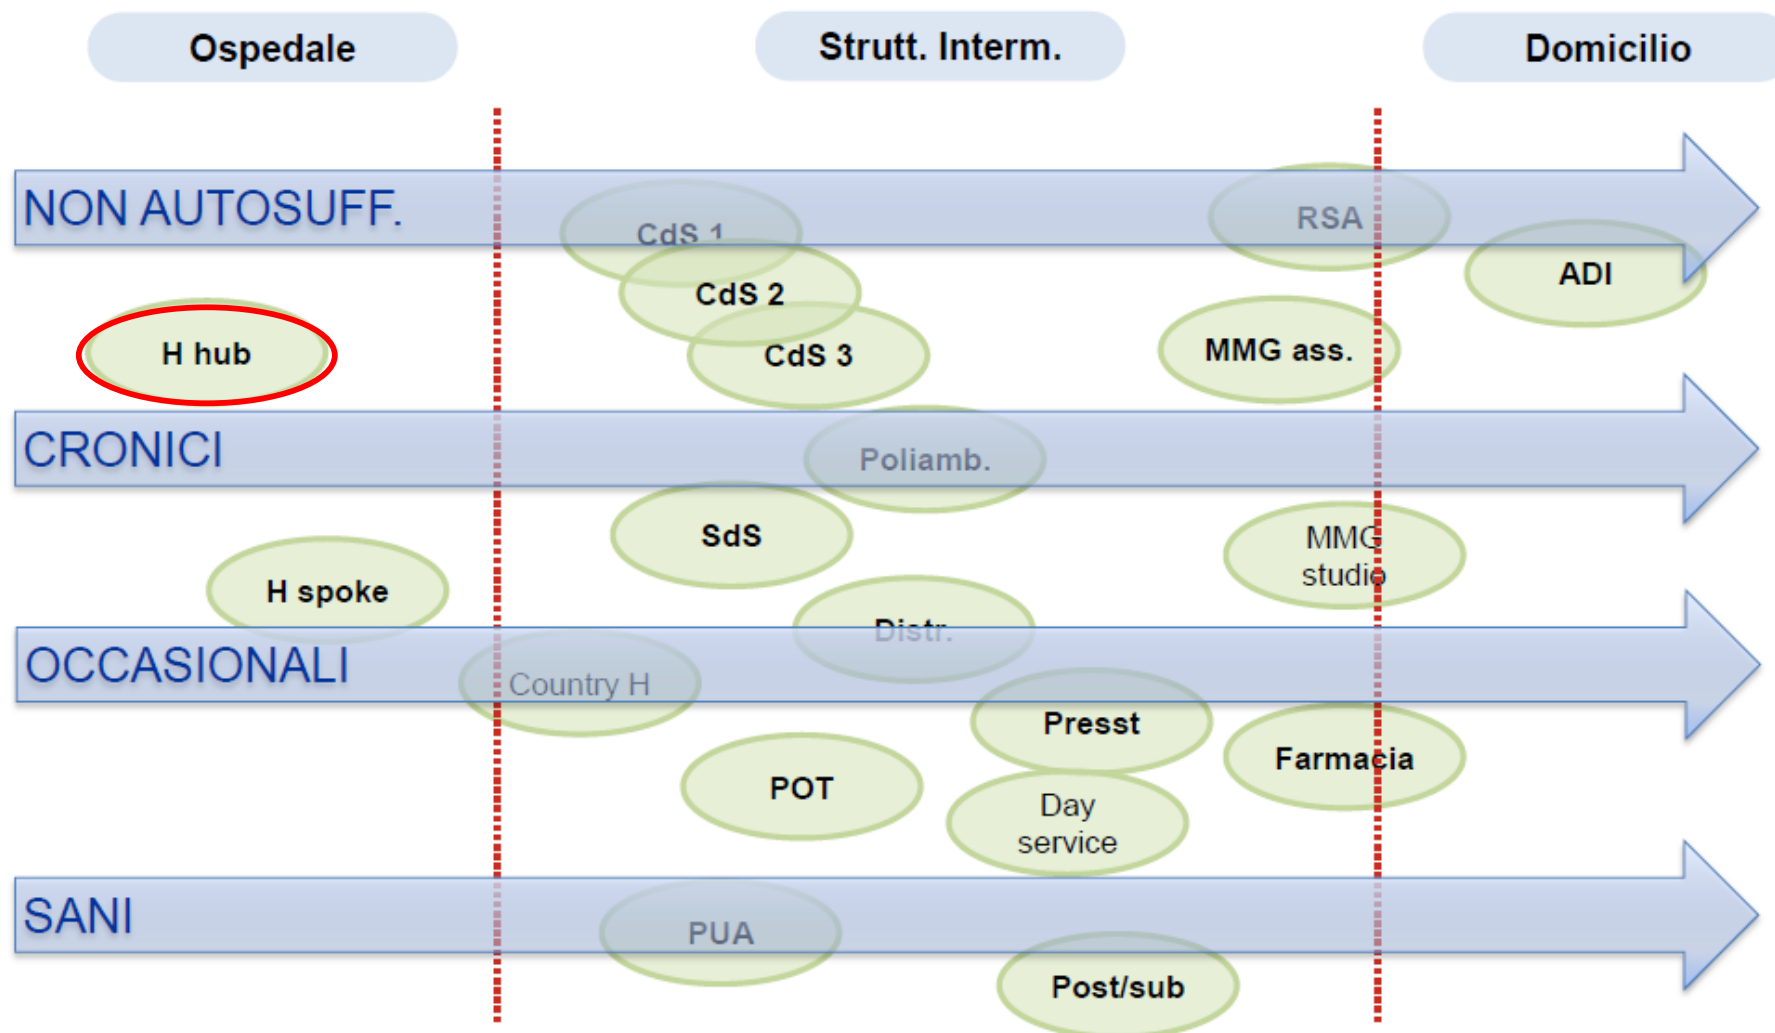 Ospedale
Strutt. Interm.
Domicilio
NON AUTOSUFF.
CdS 1
RSA
CdS 2
ADI
H hub
CdS 3
MMG ass.
CRONICI
Poliamb.
SdS
MMG
studio
H spoke
Distr.
OCCASIONALI
Country H
Presst
Farmacia
POT
Day
service
SANI
PUA
Post/sub